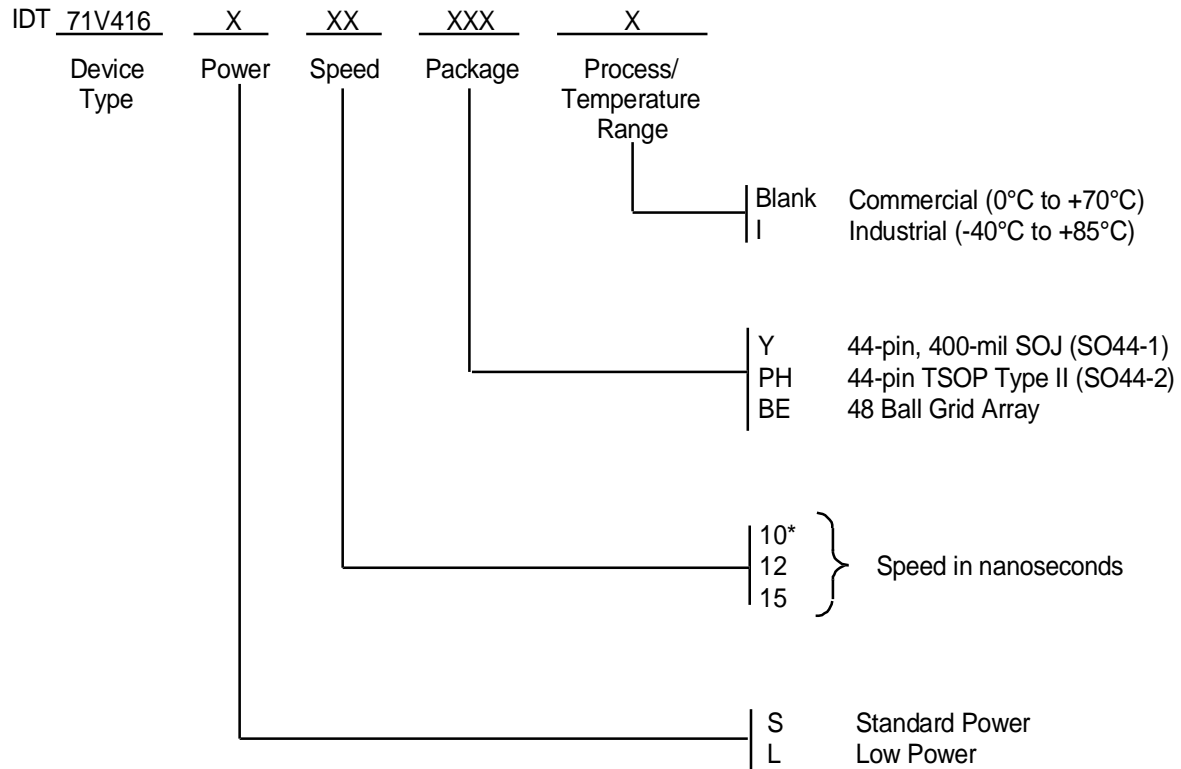 IDT 71V416 X XX XXX X
Device Type
Power
Speed
Package
Process/
Temperature
Range
Blank Commercial (0°C to +70°C)
I Industrial (-40°C to +85°C)
Y 44-pin, 400-mil SOJ (SO44-1)
PH 44-pin TSOP Type II (SO44-2)
BE 48 Ball Grid Array
10*
12 Speed in nanoseconds
15
S Standard Power
L Low Power